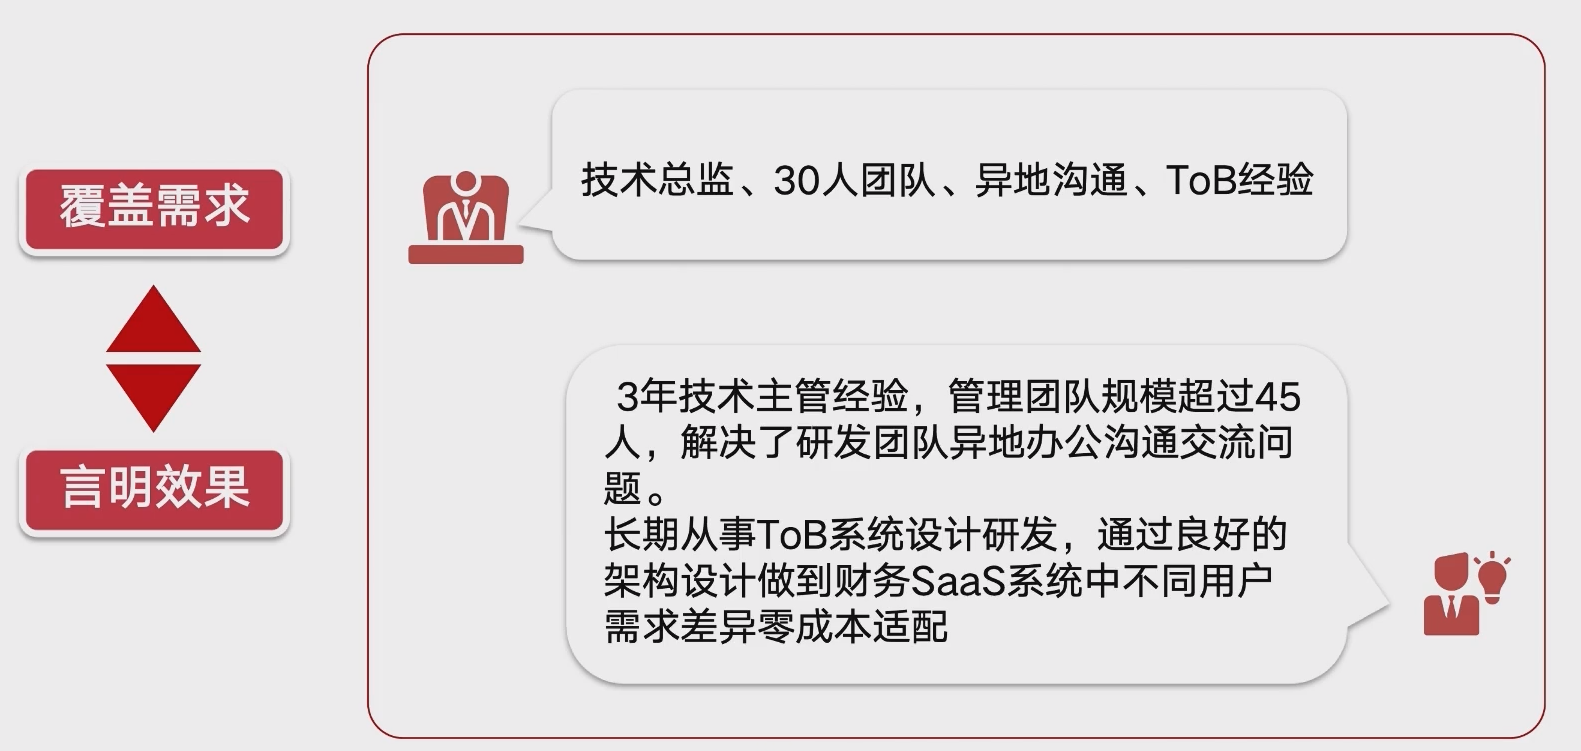 覆盖需求
言明效果
技术总监、30人团队、异地沟通、ToB经验
3年技术主管经验，管理团队规模超过45
人，解决了研发团队异地办公沟通交流问
题。
长期从事ToB系统设计研发，通过良好的
架构设计做到财务SaaS系统中不同用户
需求差异零成本适配